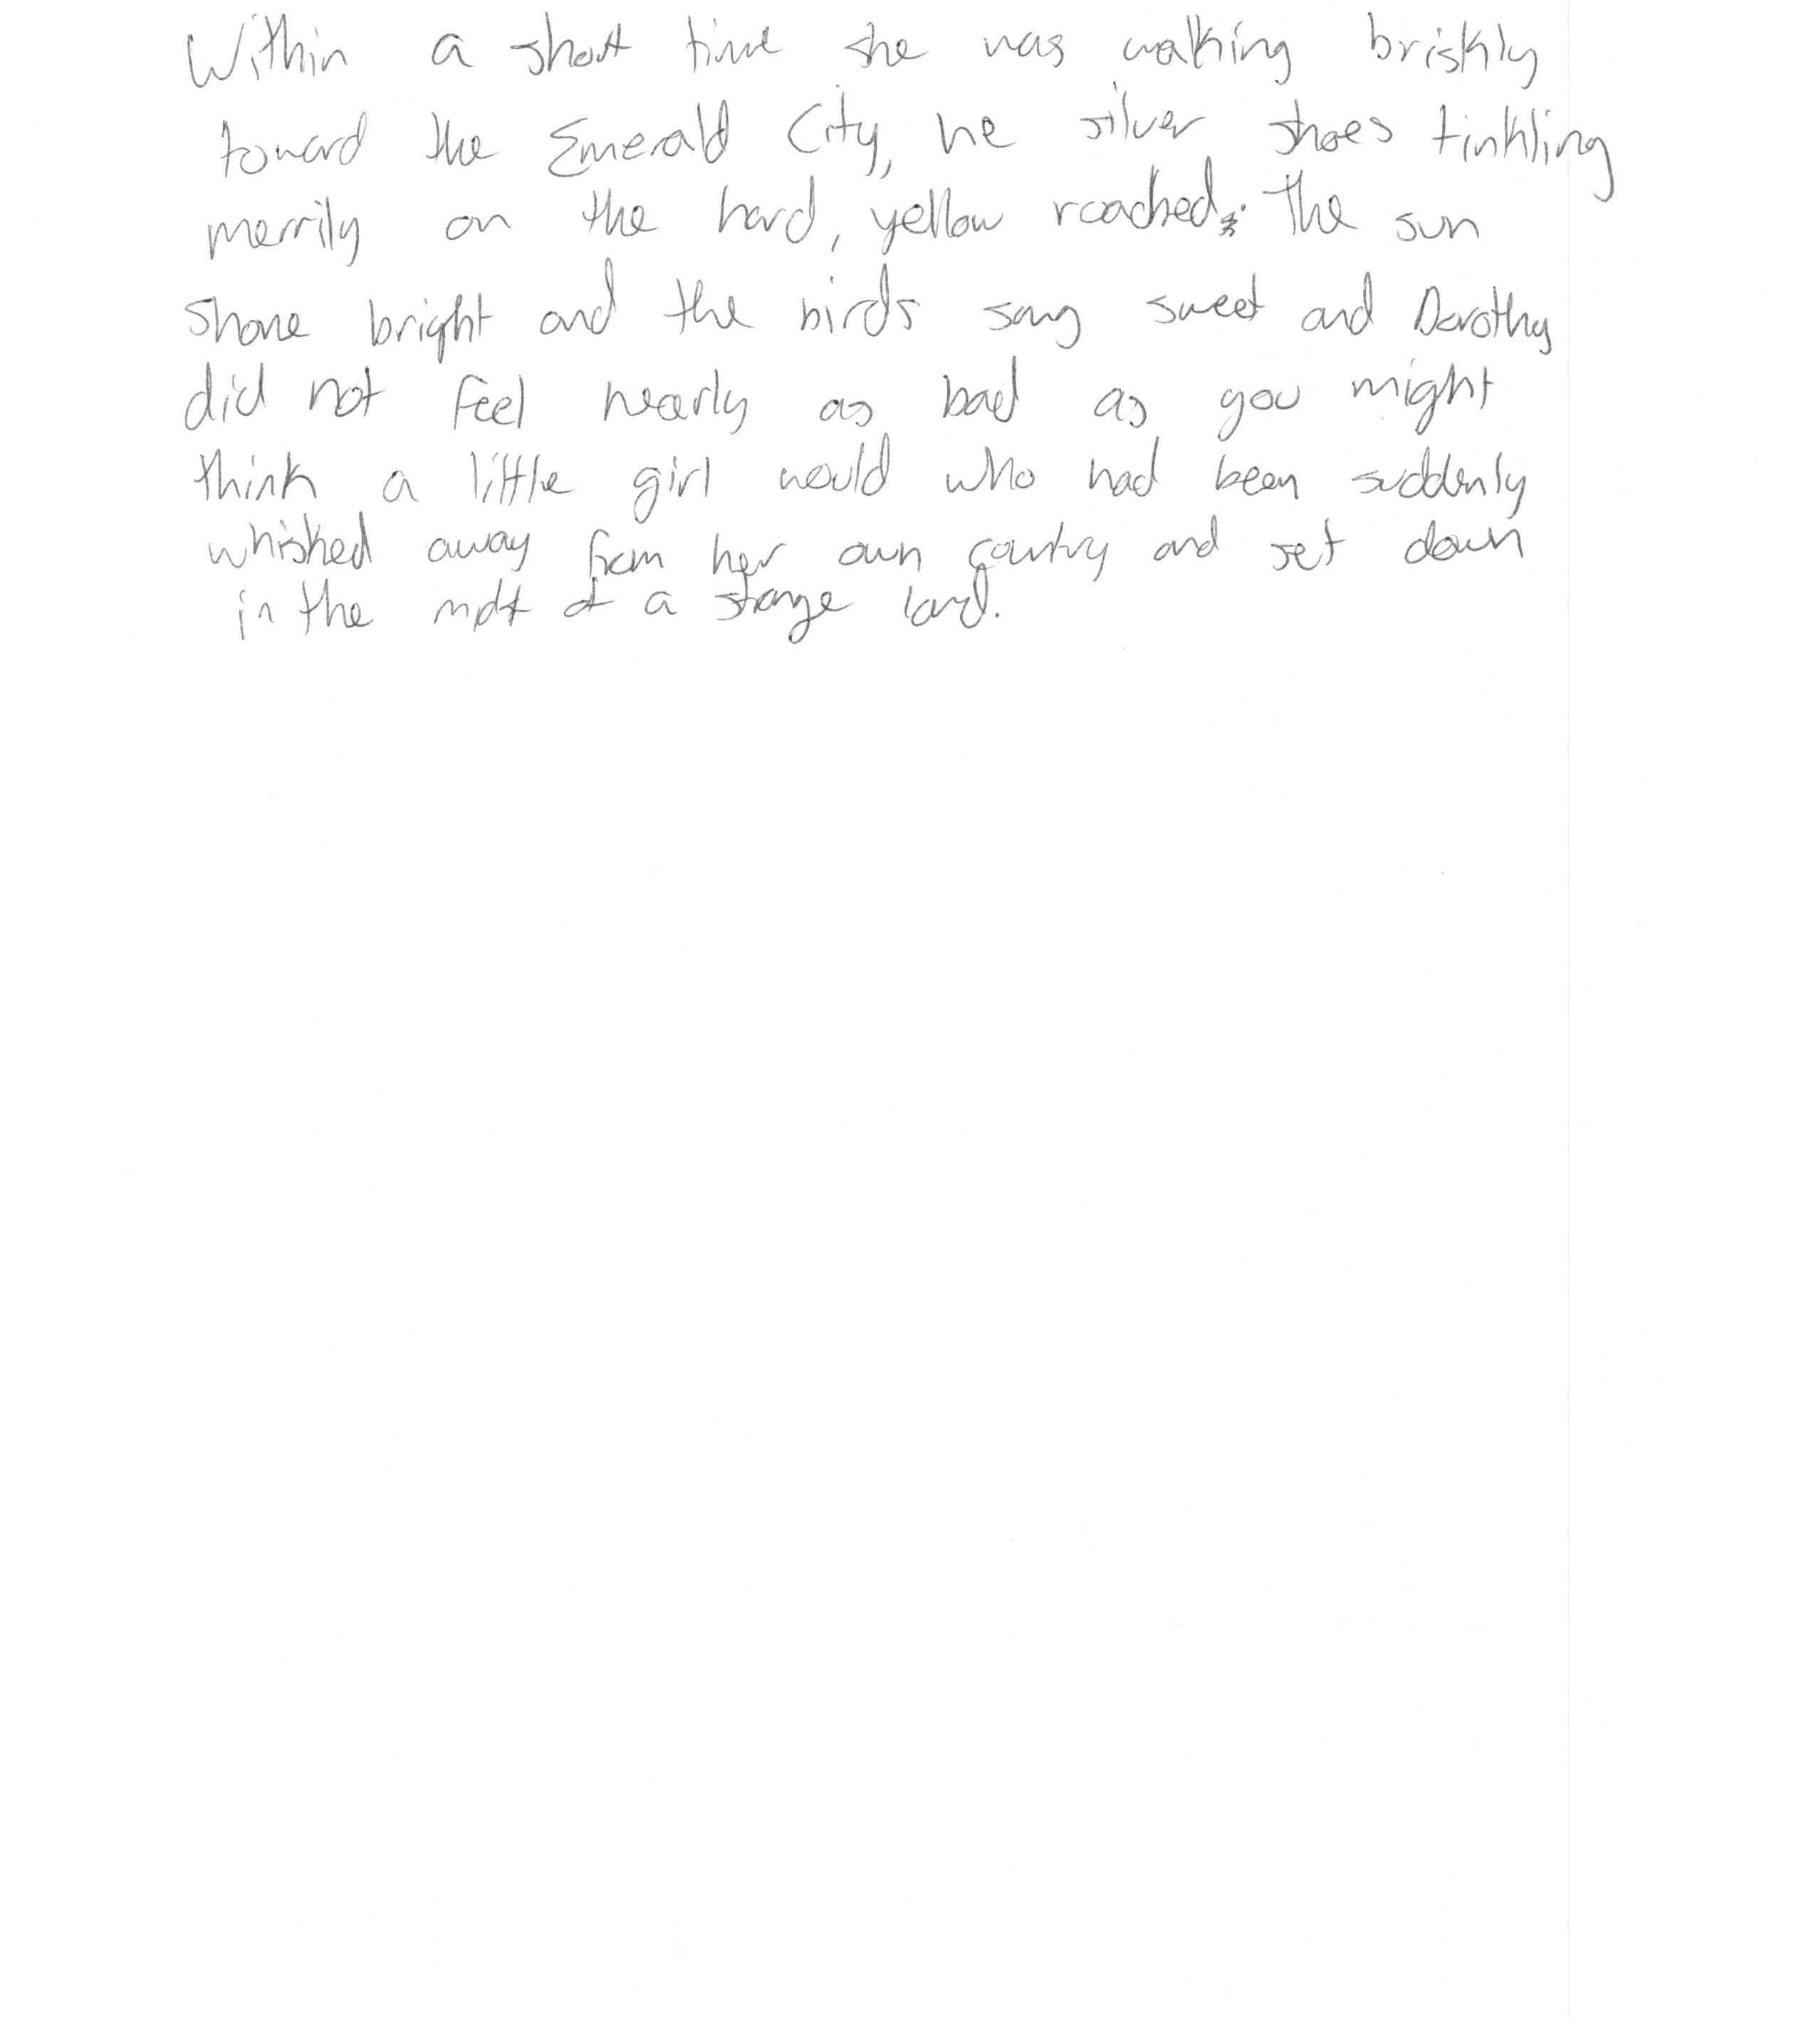 Within a short time she was walking briskly
toward the Emerald City, he silver shoes tinkling
merrily on the hard, yellow roadbed. The sun
shone bright and the birds sang sweet and Dorothy
did not feel nearly as bad as you might
think a little girl would who had been suddenly
whisked away from her own country and set down
in the midst of a strange land.